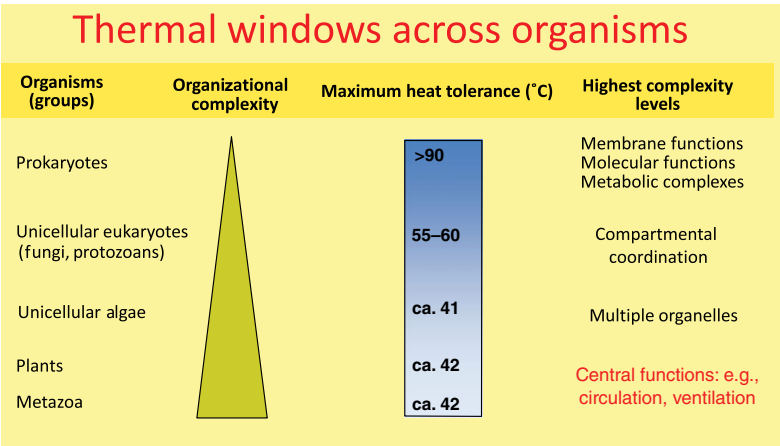 Thermal windows across organisms
Organisms
(groups)
Organizational
complexity
Maximum heat tolerance (˚C)
Highest complexity
levels
Prokaryotes
>90
Membrane functions
Molecular functions
Metabolic complexes
Unicellular eukaryotes
(fungi, protozoans)
55–60
Compartmental
coordination
Unicellular algae
ca. 41
Multiple organelles
Plants
ca. 42
Central functions: e.g.,
circulation, ventilation
Metazoa
ca. 42